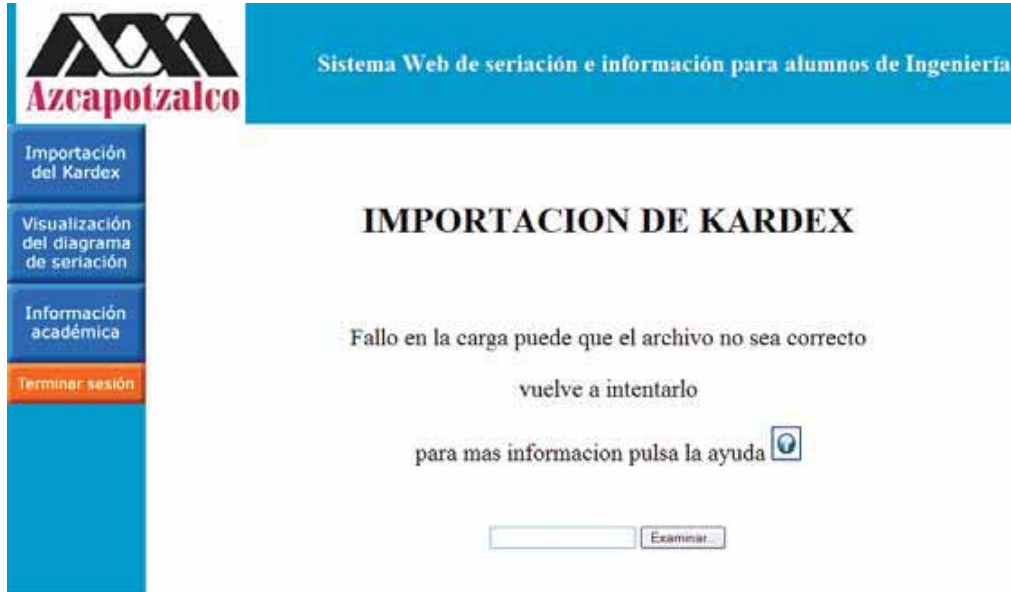 Azcapotzalco
Sistema Web de seriación e información para alumnos de Ingeniería
Importación
del Kardex
Visualización
del diagrama
de seriación
Información
académica
Terminar sesión
IMPORTACION DE KARDEX
Fallo en la carga puede que el archivo no sea correcto
vuelve a intentarlo
para mas informacion pulsa la ayuda
Examinar...